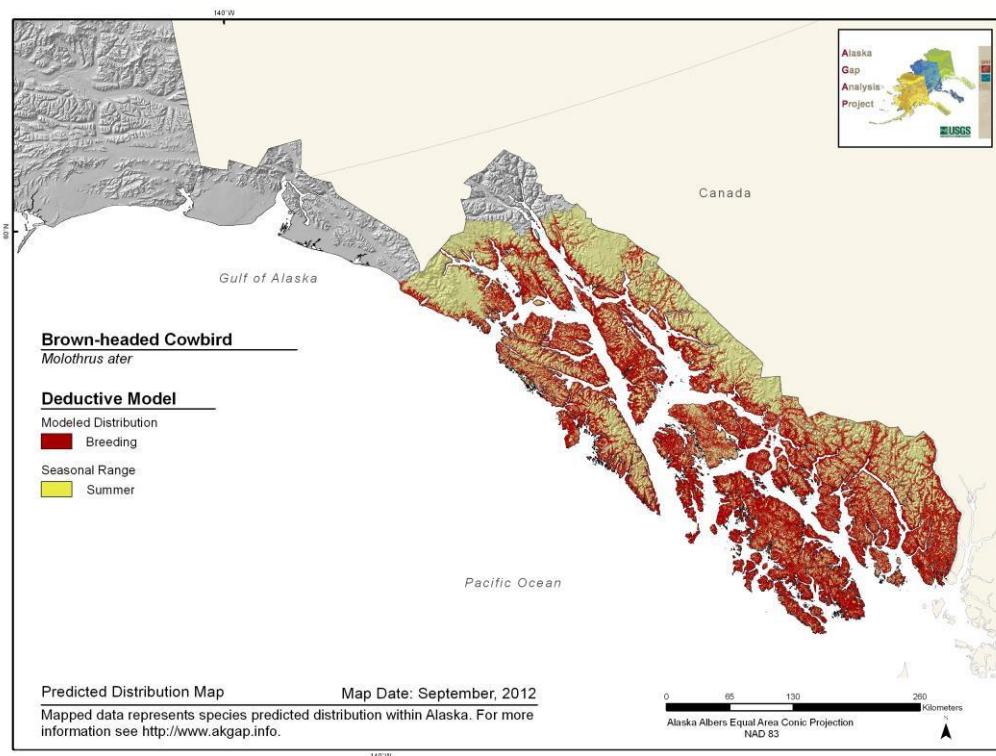 140°W
Alaska
Gap
Analysis
Project
USGS
Canada
60°N
Gulf of Alaska
Brown-headed Cowbird
Molothrus ater
Deductive Model
Modeled Distribution
Breeding
Seasonal Range
Summer
Pacific Ocean
Predicted Distribution Map Map Date: September, 2012
Mapped data represents species predicted distribution within Alaska. For more
information see http://www.akgap.info.
0 65 130 260
Kilometers
Alaska Albers Equal Area Conic Projection
NAD 83
140°W